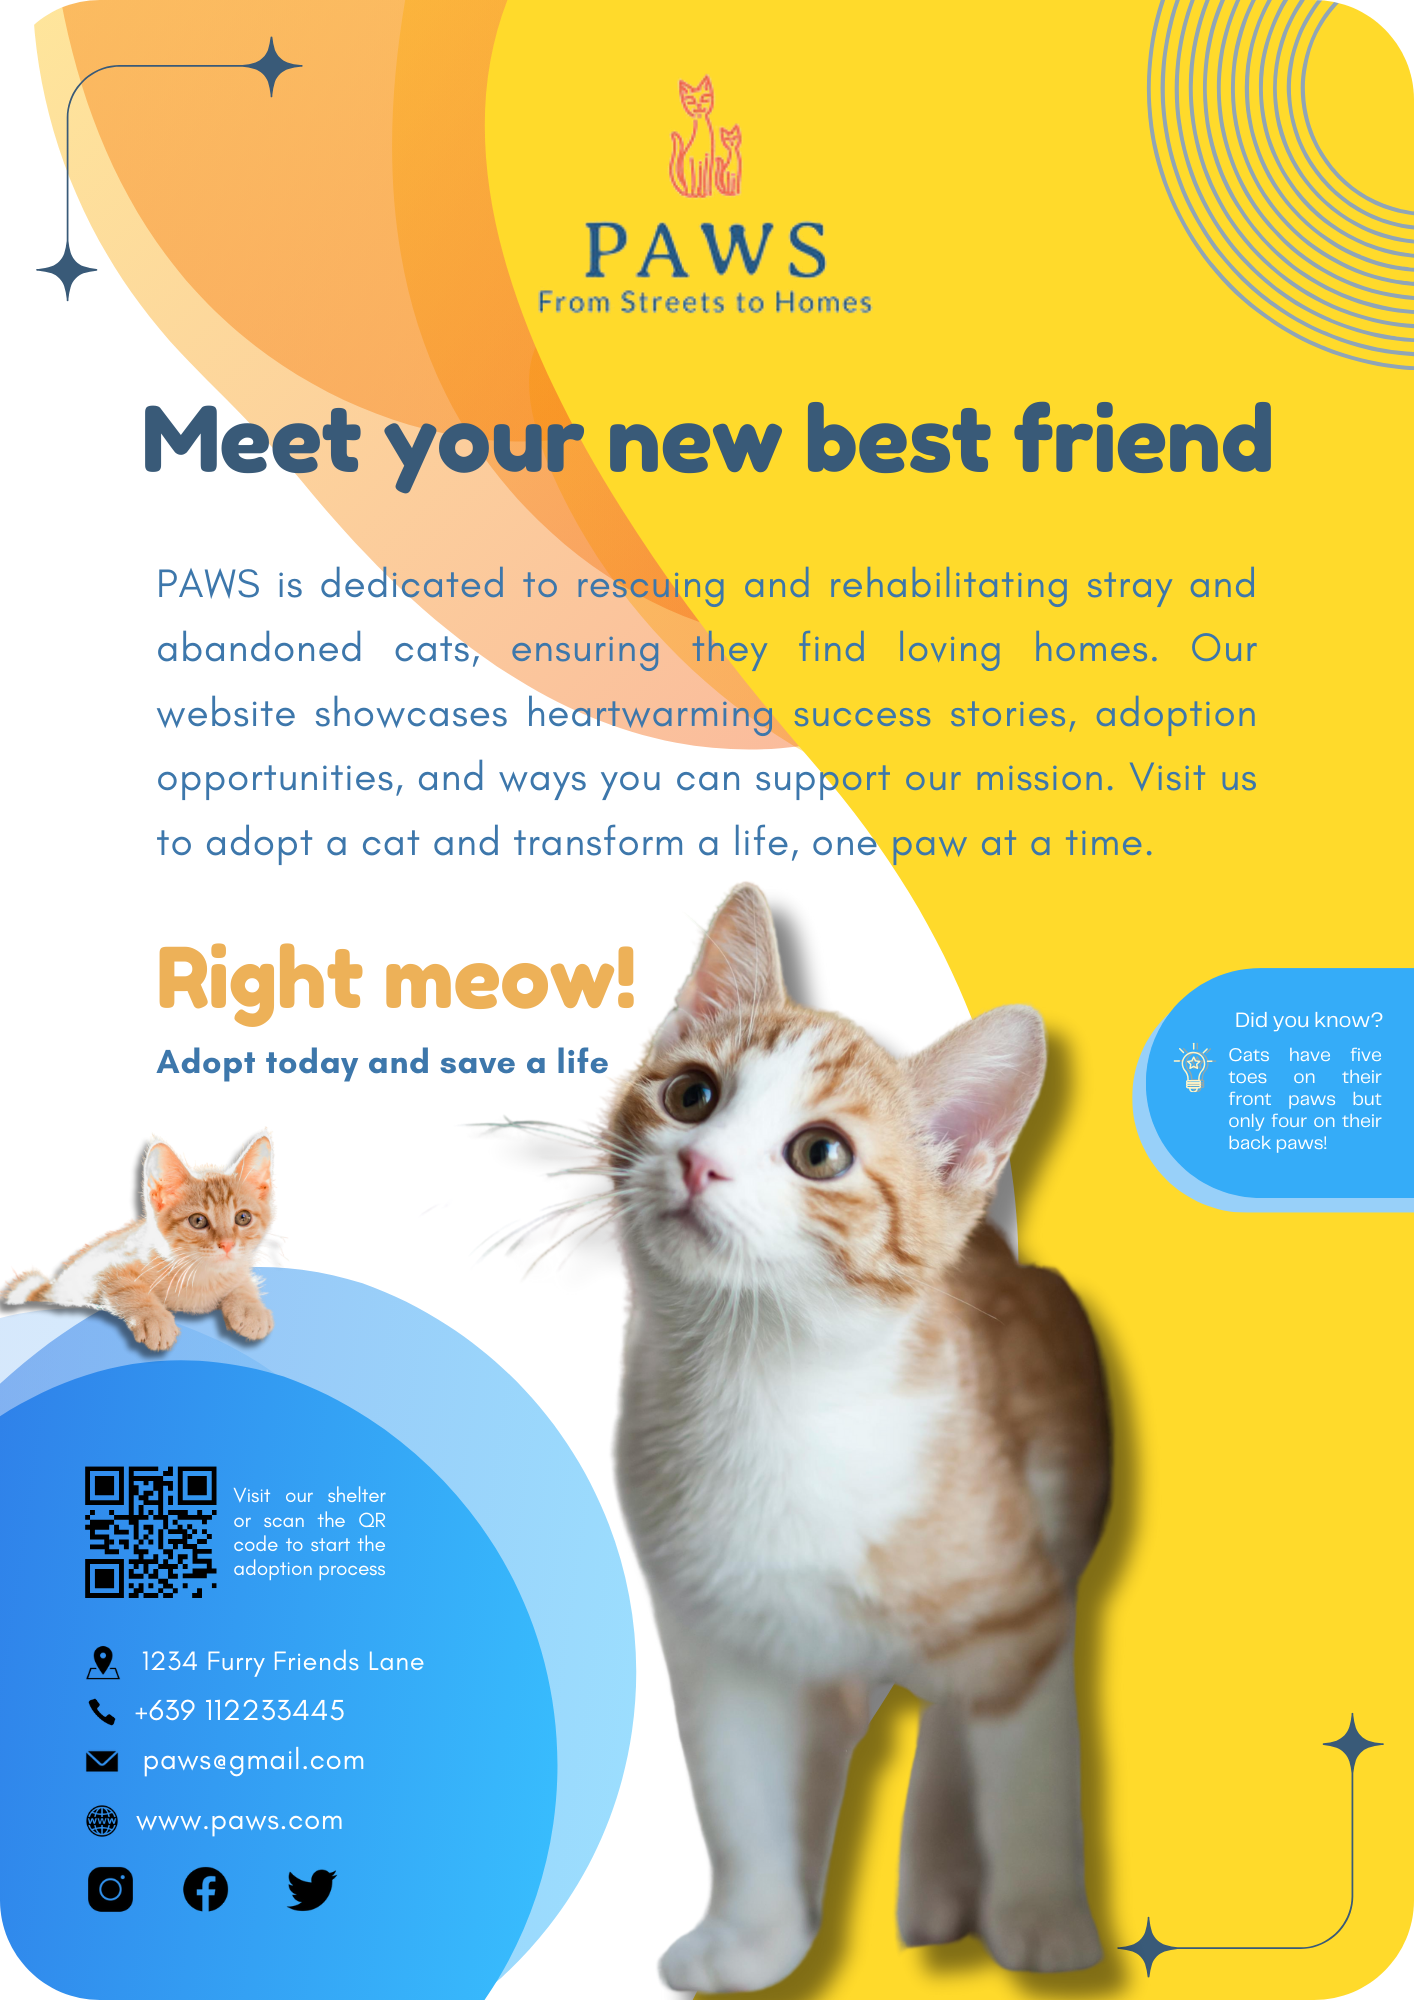 PAWS
From Streets to Homes
Meet your new best friend
PAWS is dedicated to rescuing and rehabilitating stray and
abandoned cats, ensuring they find loving homes. Our
website showcases heartwarming success stories, adoption
opportunities, and ways you can support our mission. Visit us
to adopt a cat and transform a life, one paw at a time.
Right meow!
Adopt today and save a life
Did you know?
Cats have five
toes on their
front paws but
only four on their
back paws!
Visit our shelter
or scan the QR
code to start the
adoption process
1234 Furry Friends Lane
+639 112233445
paws@gmail.com
www.paws.com